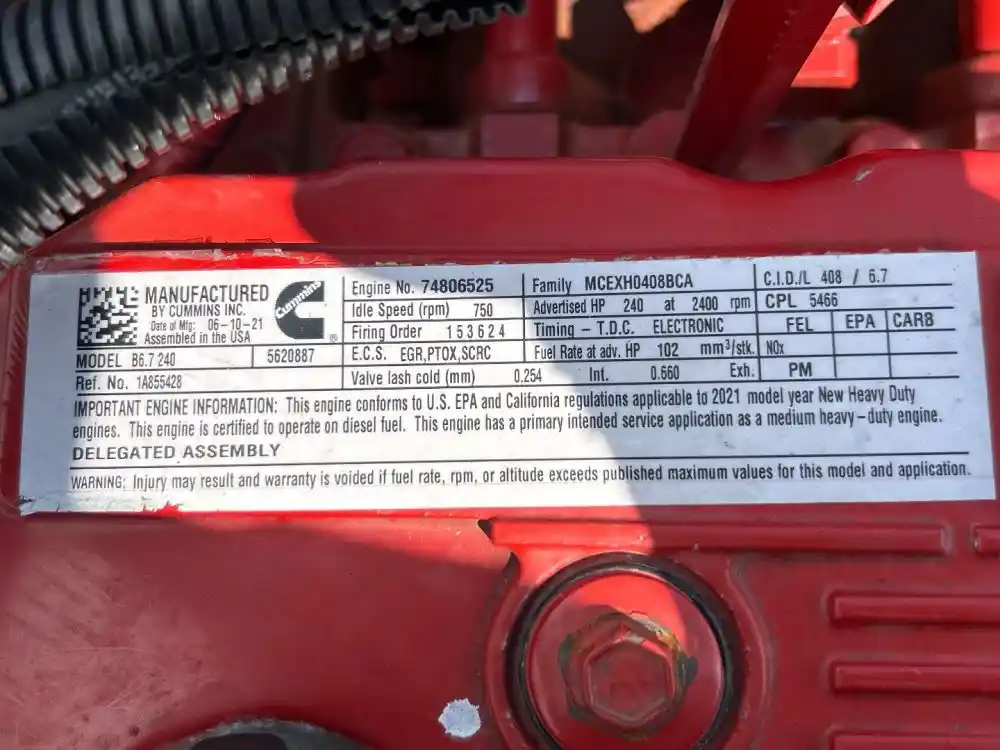 MANUFACTURED
BY CUMMINS INC.
Date of Mfg: 06-10-21
Assembled in the USA
Cummins ®
MODEL B6.7 240 5620887
Ref. No. 1A855428
Engine No. 74806525
Idle Speed (rpm) 750
Firing Order 1 5 3 6 2 4
E.C.S. EGR,PTOX,SCRC
Valve lash cold (mm) 0.254 Int. 0.660 Exh.
Family MCEXH0408BCA
Advertised HP 240 at 2400 rpm
Timing – T.D.C. ELECTRONIC
Fuel Rate at adv. HP 102 mm³/stk.
C.I.D./L 408 / 6.7
CPL 5466
FEL EPA CARB
NOx
PM
IMPORTANT ENGINE INFORMATION: This engine conforms to U.S. EPA and California regulations applicable to 2021 model year New Heavy Duty
engines. This engine is certified to operate on diesel fuel. This engine has a primary intended service application as a medium heavy-duty engine.
DELEGATED ASSEMBLY
WARNING: Injury may result and warranty is voided if fuel rate, rpm, or altitude exceeds published maximum values for this model and application.